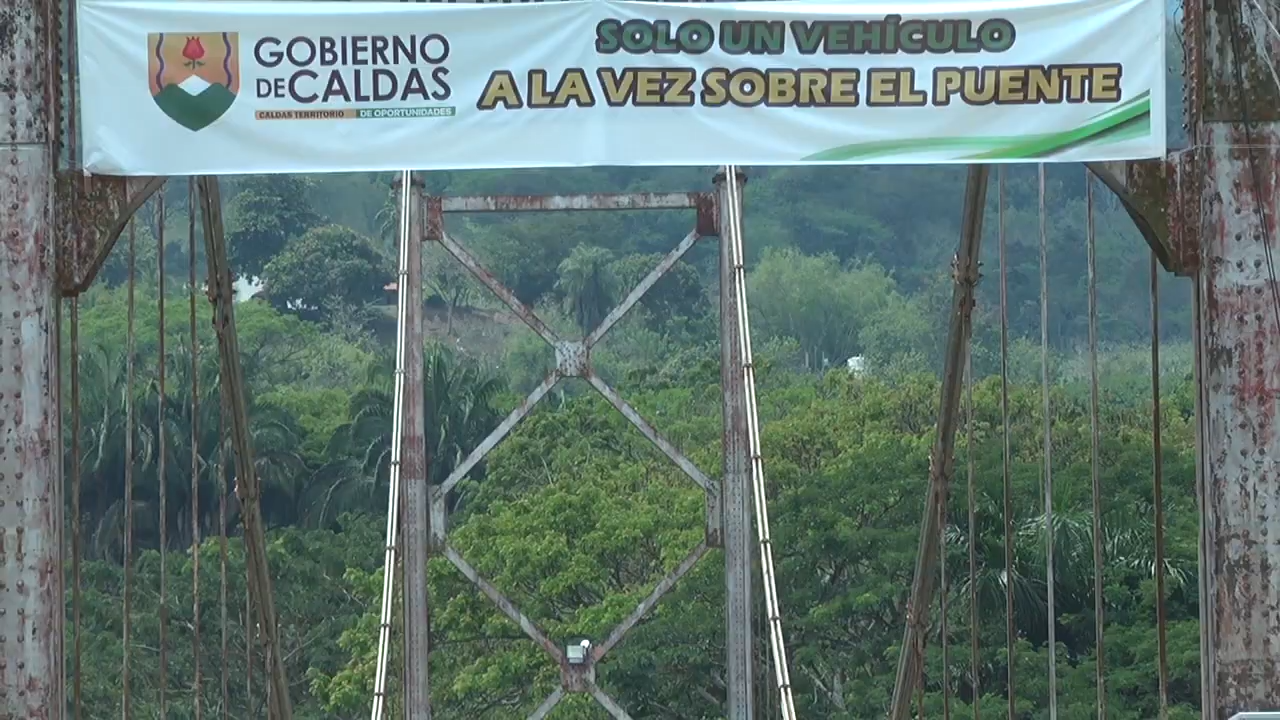 GOBIERNO
DE CALDAS
CALDAS TERRITORIO DE OPORTUNIDADES
SOLO UN VEHÍCULO
A LA VEZ SOBRE EL PUENTE